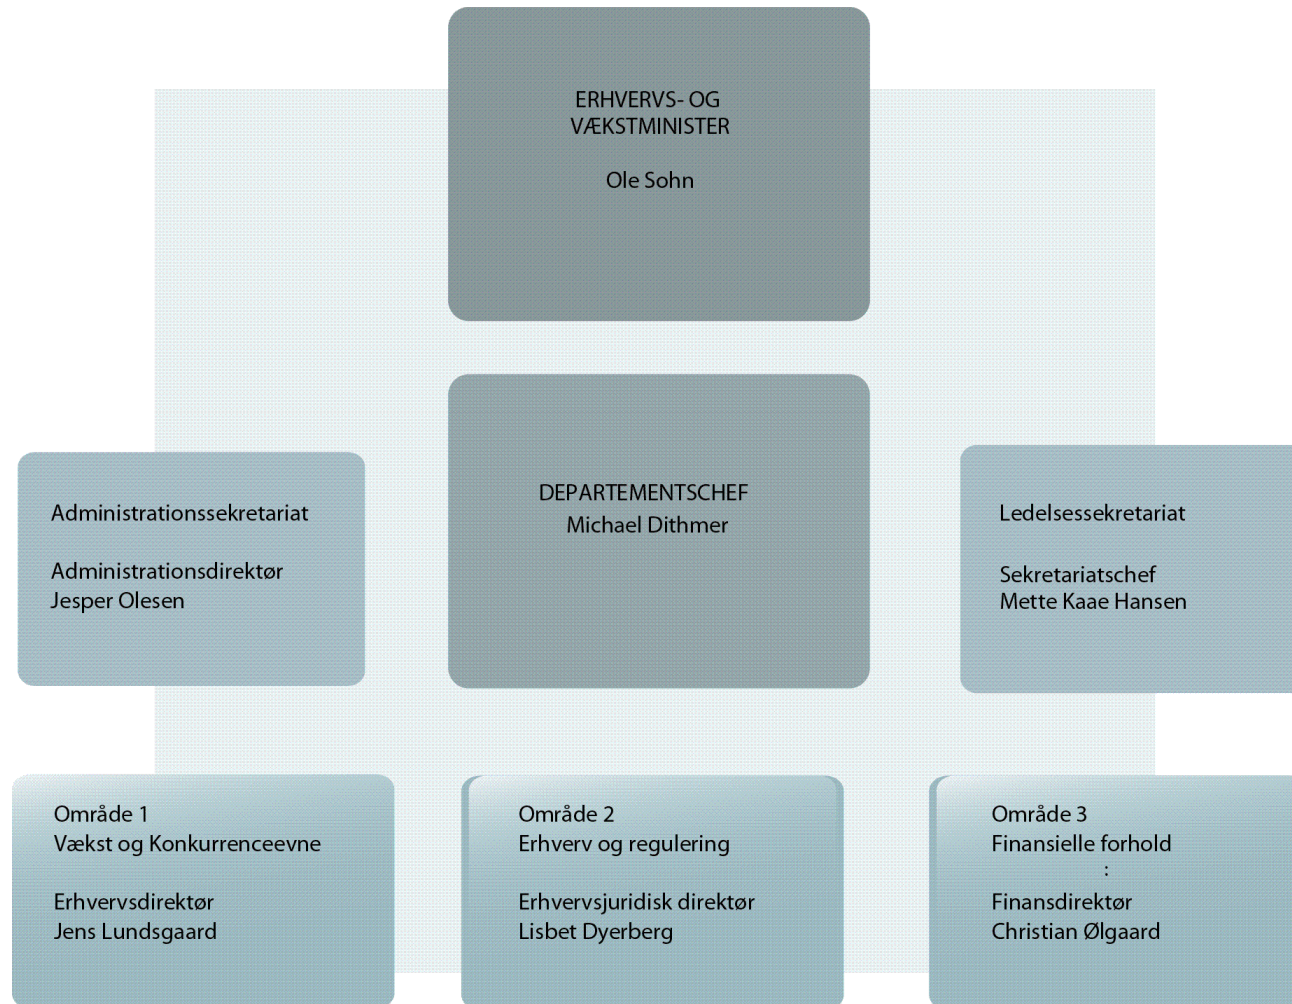 ERHVERVS- OG
VÆKSTMINISTER
Ole Sohn
DEPARTEMENTSCHEF
Michael Dithmer
Administrationssekretariat
Administrationsdirektør
Jesper Olesen
Ledelsessekretariat
Sekretariatschef
Mette Kaae Hansen
Område 1
Vækst og Konkurrenceevne
Erhvervsdirektør
Jens Lundsgaard
Område 2
Erhverv og regulering
Erhvervsjuridisk direktør
Lisbet Dyerberg
Område 3
Finansielle forhold
:
Finansdirektør
Christian Ølgaard